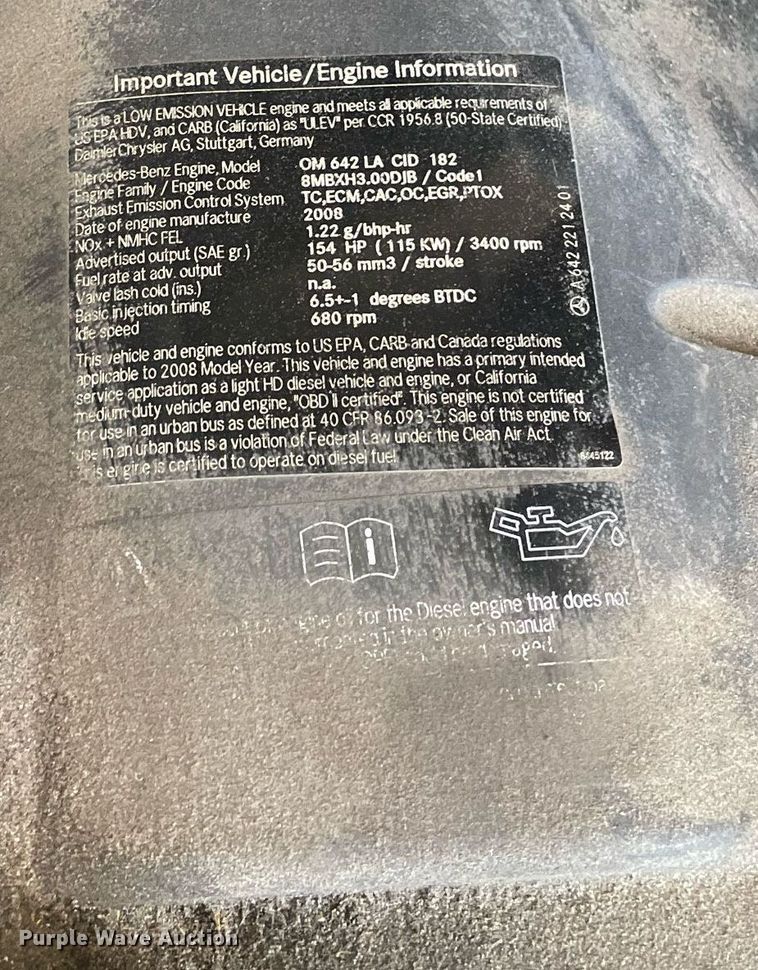 Important Vehicle/Engine Information
This is a LOW EMISSION VEHICLE engine and meets all applicable requirements of
US EPA HDV, and CARB (California) as "ULEV" per CCR 1956.8 (50-State Certified)
DaimlerChrysler AG, Stuttgart, Germany
Mercedes-Benz Engine, Model OM 642 LA CID 182
Engine Family / Engine Code 8MBXH3.00DJB / Code1
Exhaust Emission Control System TC,ECM,CAC,OC,EGR,PTOX
Date of engine manufacture 2008
NOx + NMHC FEL 1.22 g/bhp-hr
Advertised output (SAE gr.) 154 HP (115 KW) / 3400 rpm
Fuel rate at adv. output 50-56 mm3 / stroke
Valve lash cold (ins.) n.a.
Basic injection timing 6.5+-1 degrees BTDC
Idle speed 680 rpm
A 642 221 24 01
This vehicle and engine conforms to US EPA, CARB and Canada regulations
applicable to 2008 Model Year. This vehicle and engine has a primary intended
service application as a light HD diesel vehicle and engine, or California
medium-duty vehicle and engine, "OBD II certified". This engine is not certified
for use in an urban bus as defined at 40 CFR 86.093-2. Sale of this engine for
use in an urban bus is a violation of Federal Law under the Clean Air Act.
This engine is certified to operate on diesel fuel
i
for the Diesel engine that does not
in the owner's manual
Purple Wave Auction